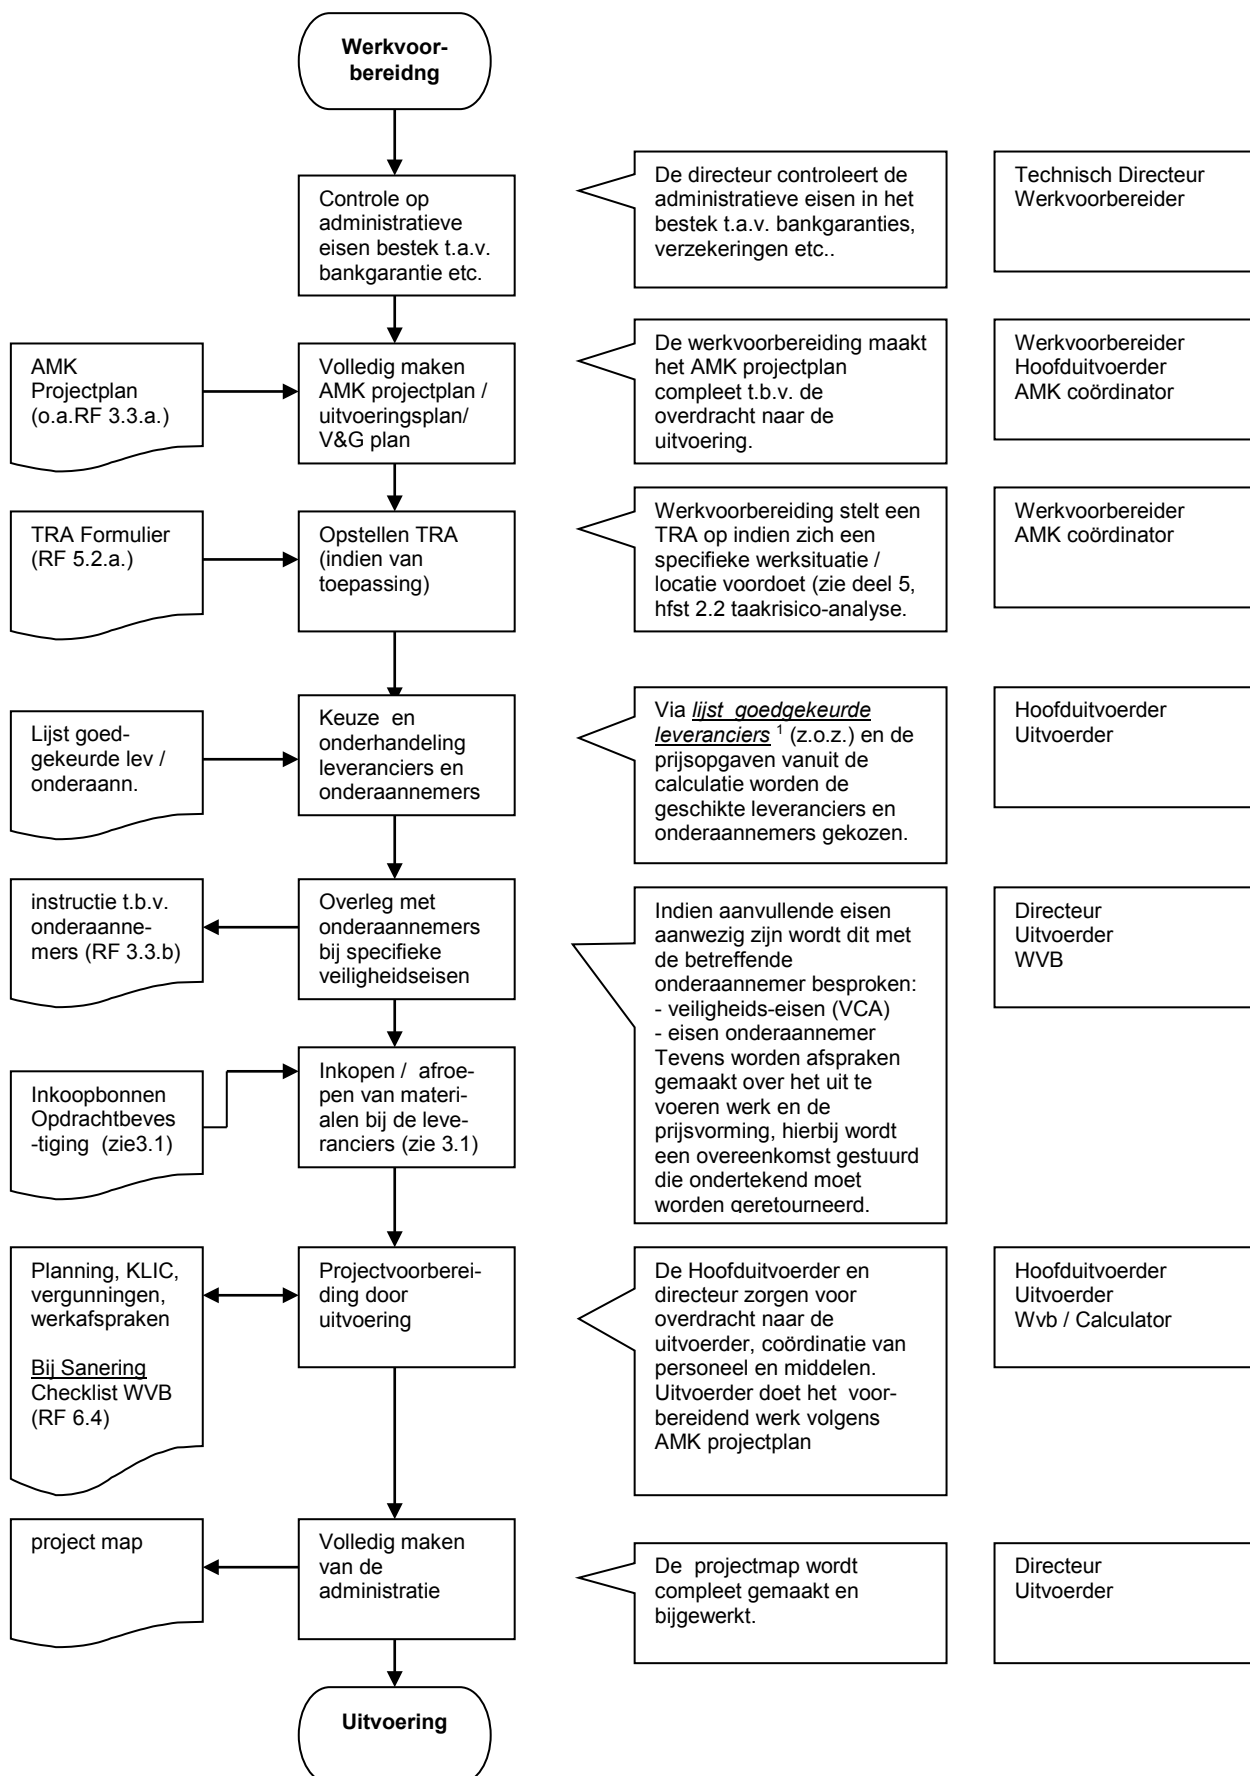 Werkvoor-
bereidng
Controle op
administratieve
eisen bestek t.a.v.
bankgarantie etc.
De directeur controleert de
administratieve eisen in het
bestek t.a.v. bankgaranties,
verzekeringen etc..
Technisch Directeur
Werkvoorbereider
AMK
Projectplan
(o.a.RF 3.3.a.)
Volledig maken
AMK projectplan /
uitvoeringsplan/
V&G plan
De werkvoorbereiding maakt
het AMK projectplan
compleet t.b.v. de
overdracht naar de
uitvoering.
Werkvoorbereider
Hoofduitvoerder
AMK coördinator
TRA Formulier
(RF 5.2.a.)
Opstellen TRA
(indien van
toepassing)
Werkvoorbereiding stelt een
TRA op indien zich een
specifieke werksituatie /
locatie voordoet (zie deel 5,
hfst 2.2 taakrisico-analyse.
Werkvoorbereider
AMK coördinator
Lijst goed-
gekeurde lev /
onderaann.
Keuze en
onderhandeling
leveranciers en
onderaannemers
Via lijst goedgekeurde
leveranciers ¹ (z.o.z.) en de
prijsopgaven vanuit de
calculatie worden de
geschikte leveranciers en
onderaannemers gekozen.
Hoofduitvoerder
Uitvoerder
instructie t.b.v.
onderaanne-
mers (RF 3.3.b)
Overleg met
onderaannemers
bij specifieke
veiligheidseisen
Indien aanvullende eisen
aanwezig zijn wordt dit met
de betreffende
onderaannemer besproken:
- veiligheids-eisen (VCA)
- eisen onderaannemer
Tevens worden afspraken
gemaakt over het uit te
voeren werk en de
prijsvorming, hierbij wordt
een overeenkomst gestuurd
die ondertekend moet
worden geretourneerd.
Directeur
Uitvoerder
WVB
Inkoopbonnen
Opdrachtbeves
-tiging (zie3.1)
Inkopen / afroe-
pen van materi-
alen bij de leve-
ranciers (zie 3.1)
Planning, KLIC,
vergunningen,
werkafspraken
Bij Sanering
Checklist WVB
(RF 6.4)
Projectvoorberei-
ding door
uitvoering
De Hoofduitvoerder en
directeur zorgen voor
overdracht naar de
uitvoerder, coördinatie van
personeel en middelen.
Uitvoerder doet het voor-
bereidend werk volgens
AMK projectplan
Hoofduitvoerder
Uitvoerder
Wvb / Calculator
project map
Volledig maken
van de
administratie
De projectmap wordt
compleet gemaakt en
bijgewerkt.
Directeur
Uitvoerder
Uitvoering